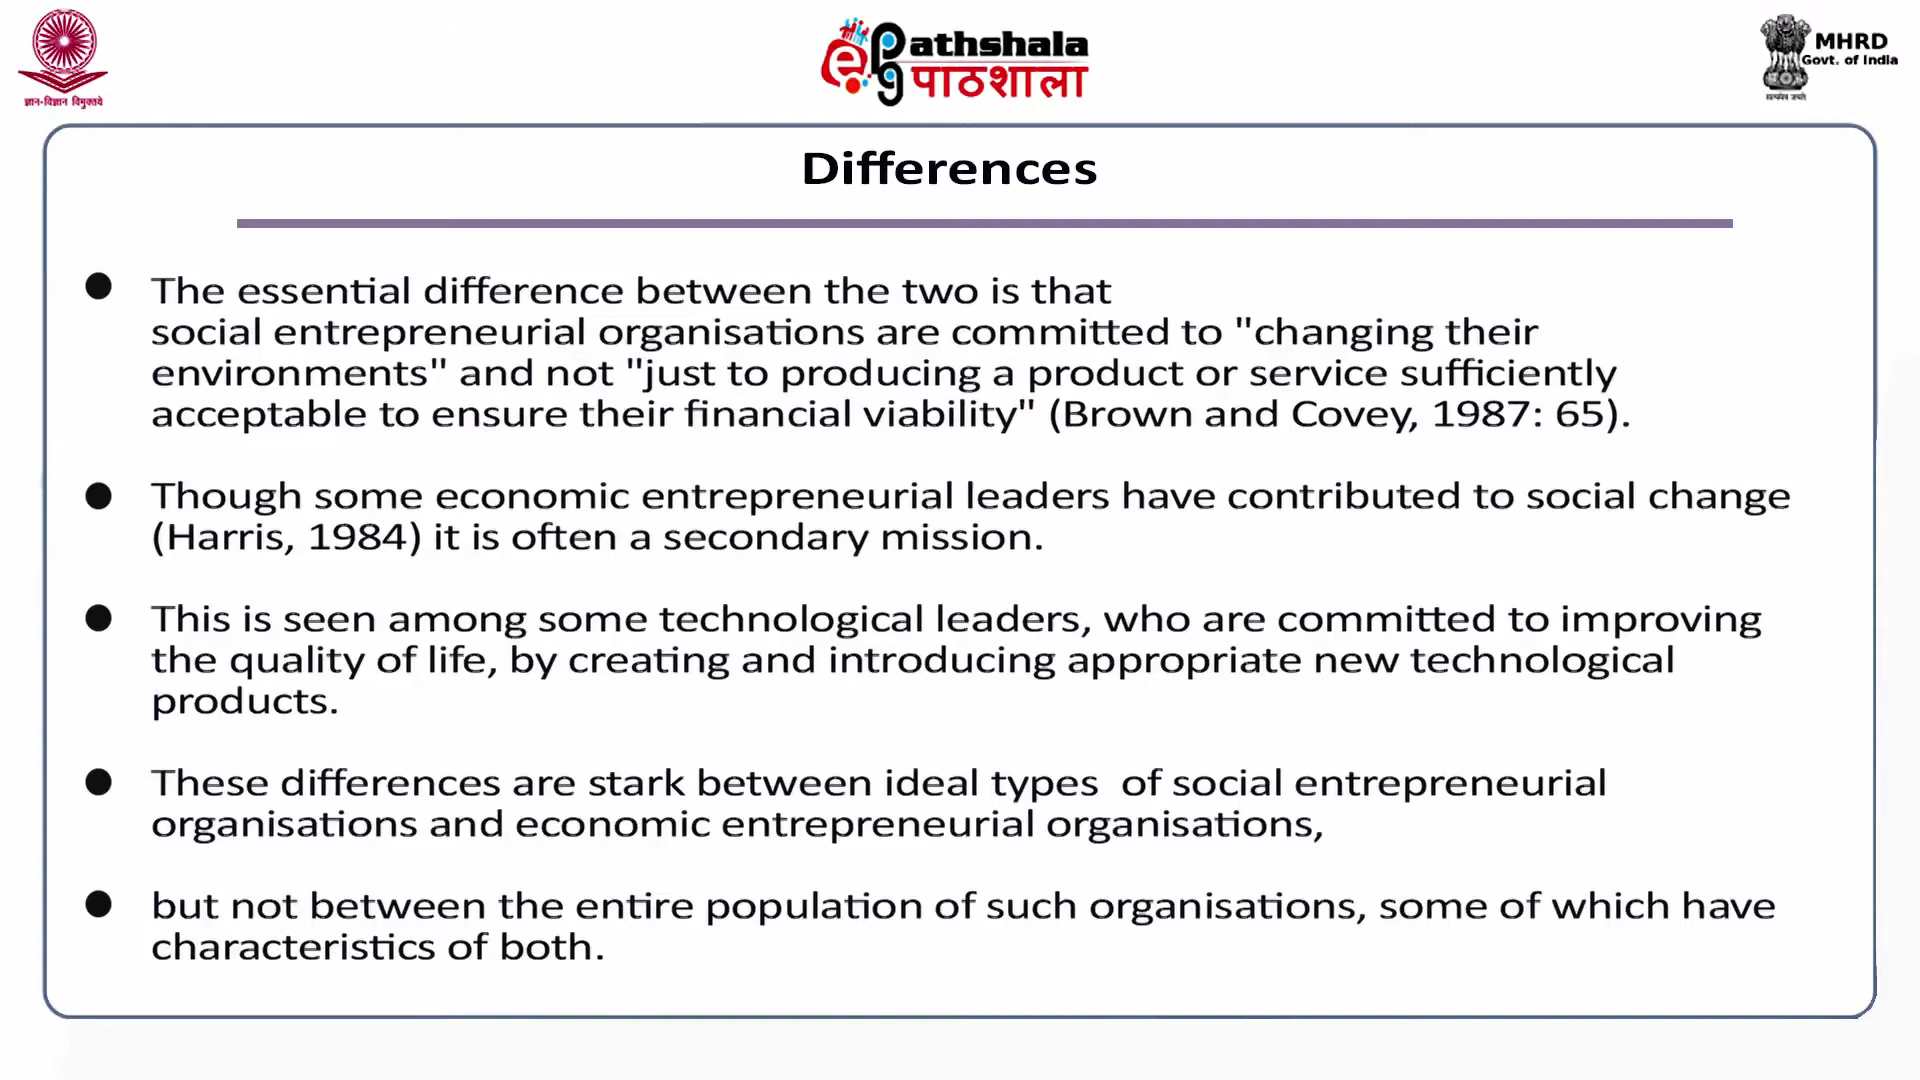 ज्ञान-विज्ञान विमुक्तये
e pg athshala
पाठशाला
MHRD
Govt. of India
सत्यमेव जयते
Differences
● The essential difference between the two is that
social entrepreneurial organisations are committed to "changing their
environments" and not "just to producing a product or service sufficiently
acceptable to ensure their financial viability" (Brown and Covey, 1987: 65).
● Though some economic entrepreneurial leaders have contributed to social change
(Harris, 1984) it is often a secondary mission.
● This is seen among some technological leaders, who are committed to improving
the quality of life, by creating and introducing appropriate new technological
products.
● These differences are stark between ideal types  of social entrepreneurial
organisations and economic entrepreneurial organisations,
● but not between the entire population of such organisations, some of which have
characteristics of both.